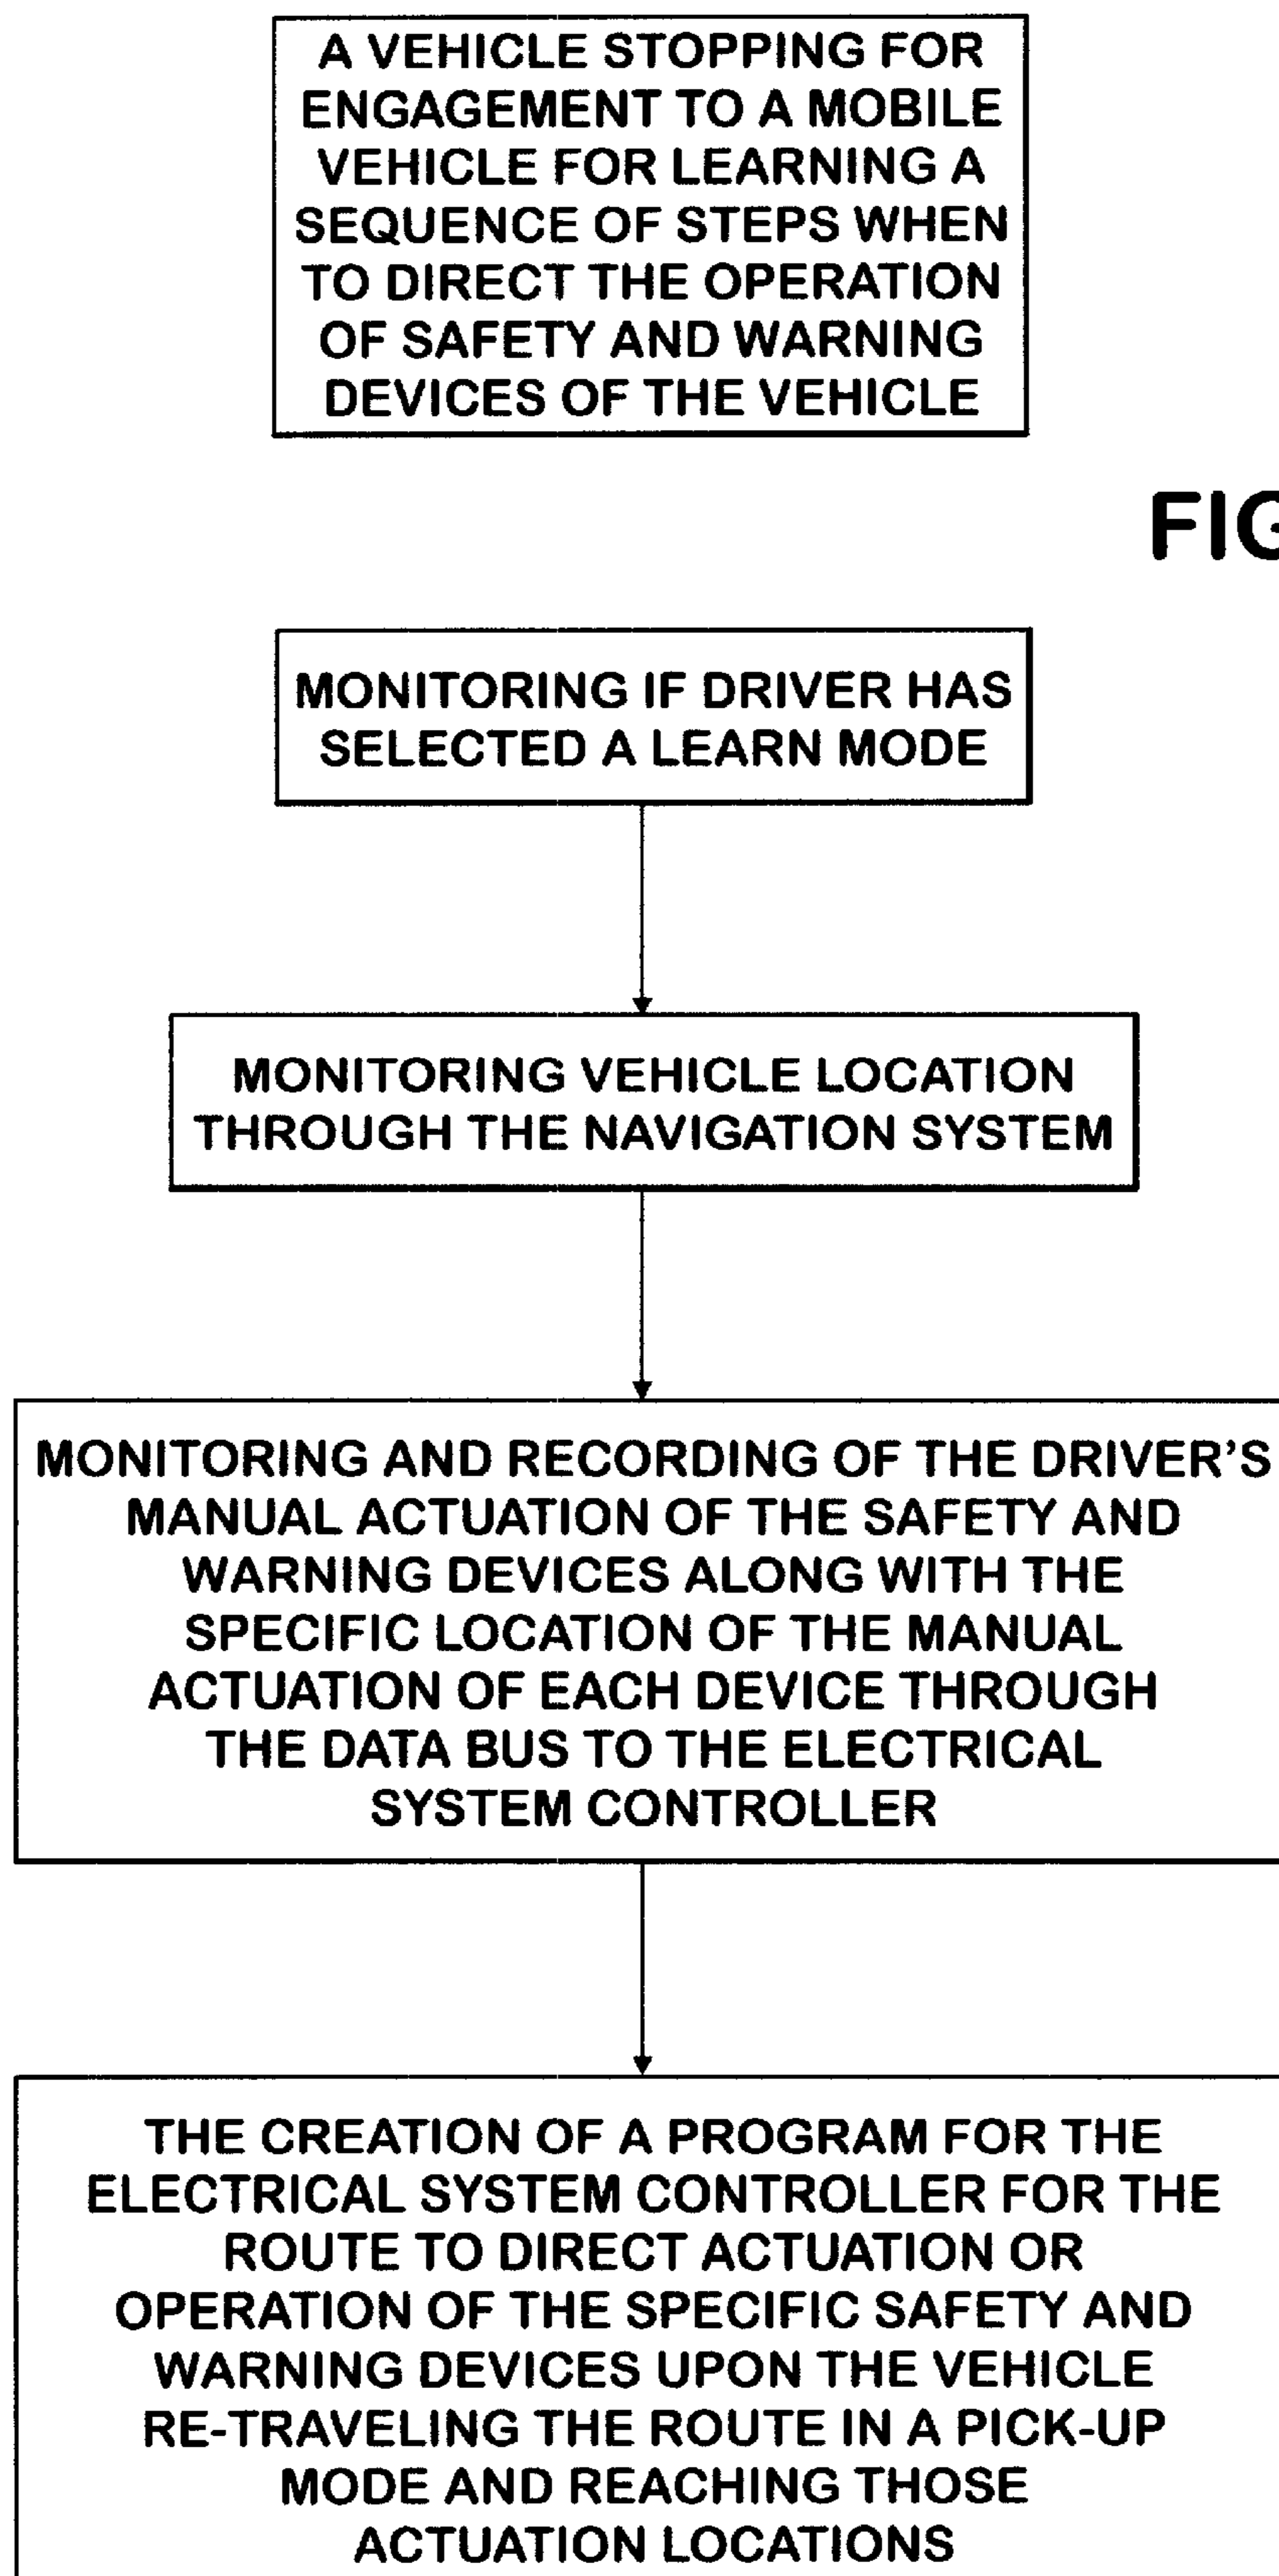 A VEHICLE STOPPING FOR
ENGAGEMENT TO A MOBILE
VEHICLE FOR LEARNING A
SEQUENCE OF STEPS WHEN
TO DIRECT THE OPERATION
OF SAFETY AND WARNING
DEVICES OF THE VEHICLE
FIG
MONITORING IF DRIVER HAS
SELECTED A LEARN MODE
MONITORING VEHICLE LOCATION
THROUGH THE NAVIGATION SYSTEM
MONITORING AND RECORDING OF THE DRIVER'S
MANUAL ACTUATION OF THE SAFETY AND
WARNING DEVICES ALONG WITH THE
SPECIFIC LOCATION OF THE MANUAL
ACTUATION OF EACH DEVICE THROUGH
THE DATA BUS TO THE ELECTRICAL
SYSTEM CONTROLLER
THE CREATION OF A PROGRAM FOR THE
ELECTRICAL SYSTEM CONTROLLER FOR THE
ROUTE TO DIRECT ACTUATION OR
OPERATION OF THE SPECIFIC SAFETY AND
WARNING DEVICES UPON THE VEHICLE
RE-TRAVELING THE ROUTE IN A PICK-UP
MODE AND REACHING THOSE
ACTUATION LOCATIONS